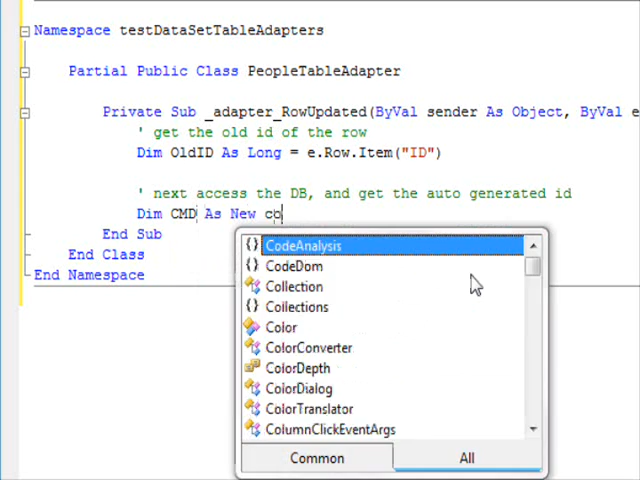 Namespace testDataSetTableAdapters
Partial Public Class PeopleTableAdapter
Private Sub _adapter_RowUpdated(ByVal sender As Object, ByVal e
' get the old id of the row
Dim OldID As Long = e.Row.Item("ID")
' next access the DB, and get the auto generated id
Dim CMD As New co
End Sub
End Class
End Namespace
CodeAnalysis
CodeDom
Collection
Collections
Color
ColorConverter
ColorDepth
ColorDialog
ColorTranslator
ColumnClickEventArgs
Common All